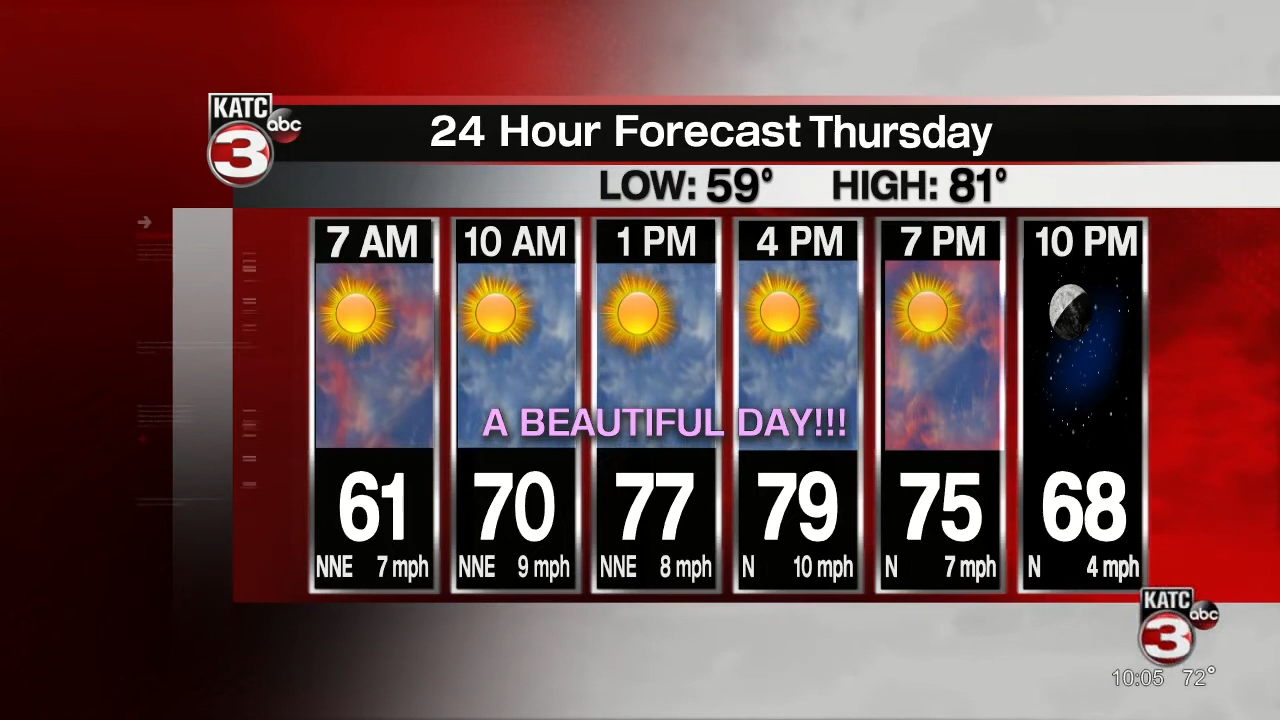 KATC
abc
3
24 Hour Forecast Thursday
LOW: 59° HIGH: 81°
7 AM 10 AM 1 PM 4 PM 7 PM 10 PM
A BEAUTIFUL DAY!!!
61 70 77 79 75 68
NNE 7 mph NNE 9 mph NNE 8 mph N 10 mph N 7 mph N 4 mph
KATC
abc
3
10:05 72°